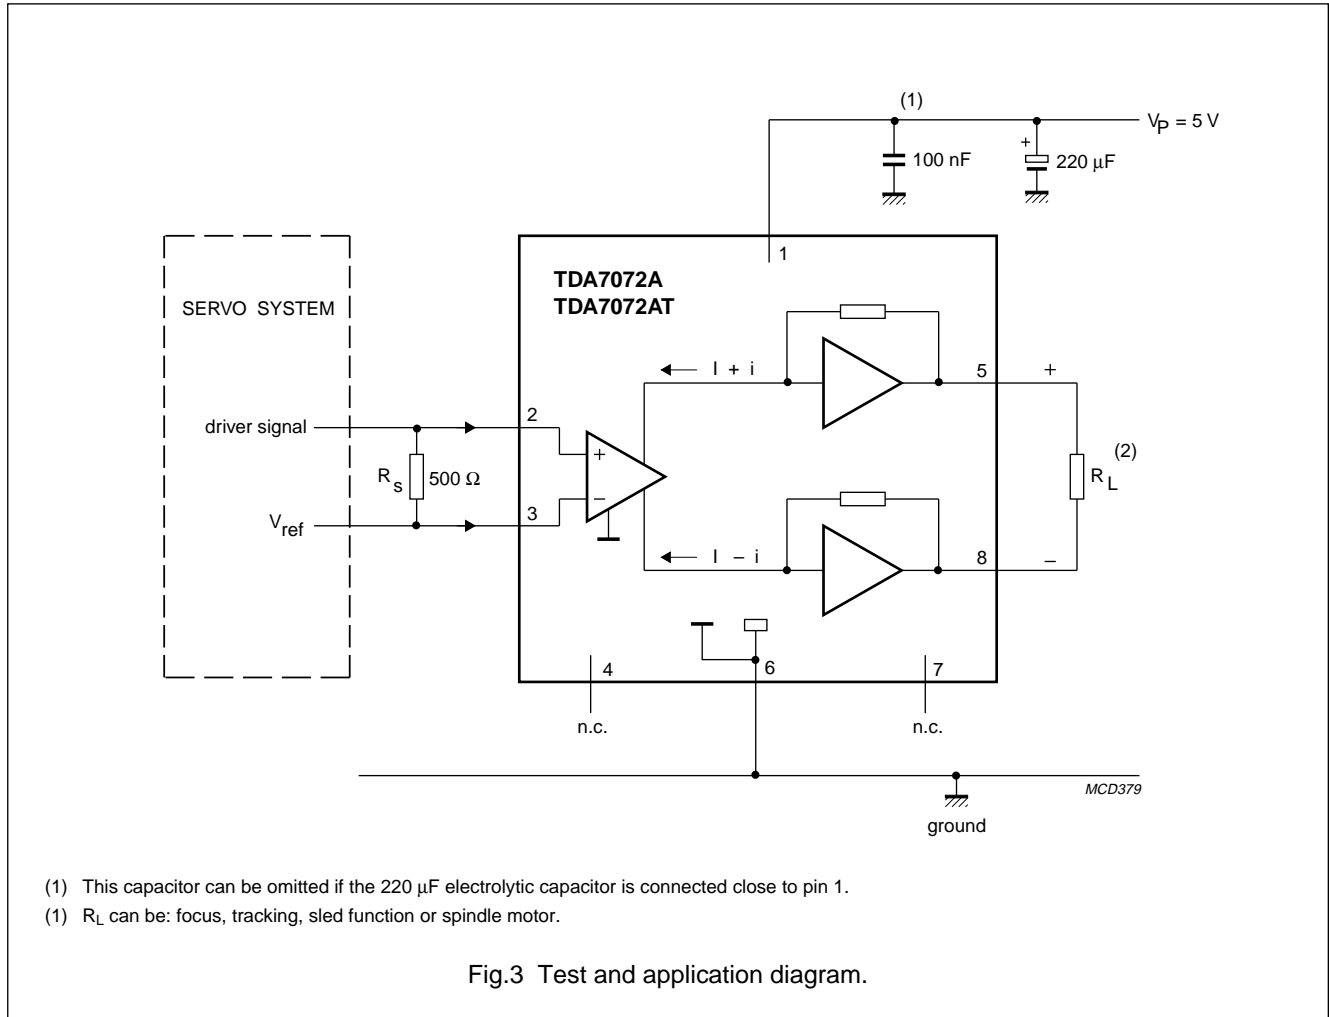 (1)
V_P = 5 V
+
100 nF
220 μF
1
TDA7072A
TDA7072AT
SERVO SYSTEM
I + i
5
+
driver signal
2
+
(2)
R_s
500 Ω
R_L
−
V_ref
3
I − i
8
−
4
6
7
n.c.
n.c.
MCD379
ground
(1) This capacitor can be omitted if the 220 μF electrolytic capacitor is connected close to pin 1.
(1) R_L can be: focus, tracking, sled function or spindle motor.
Fig.3 Test and application diagram.